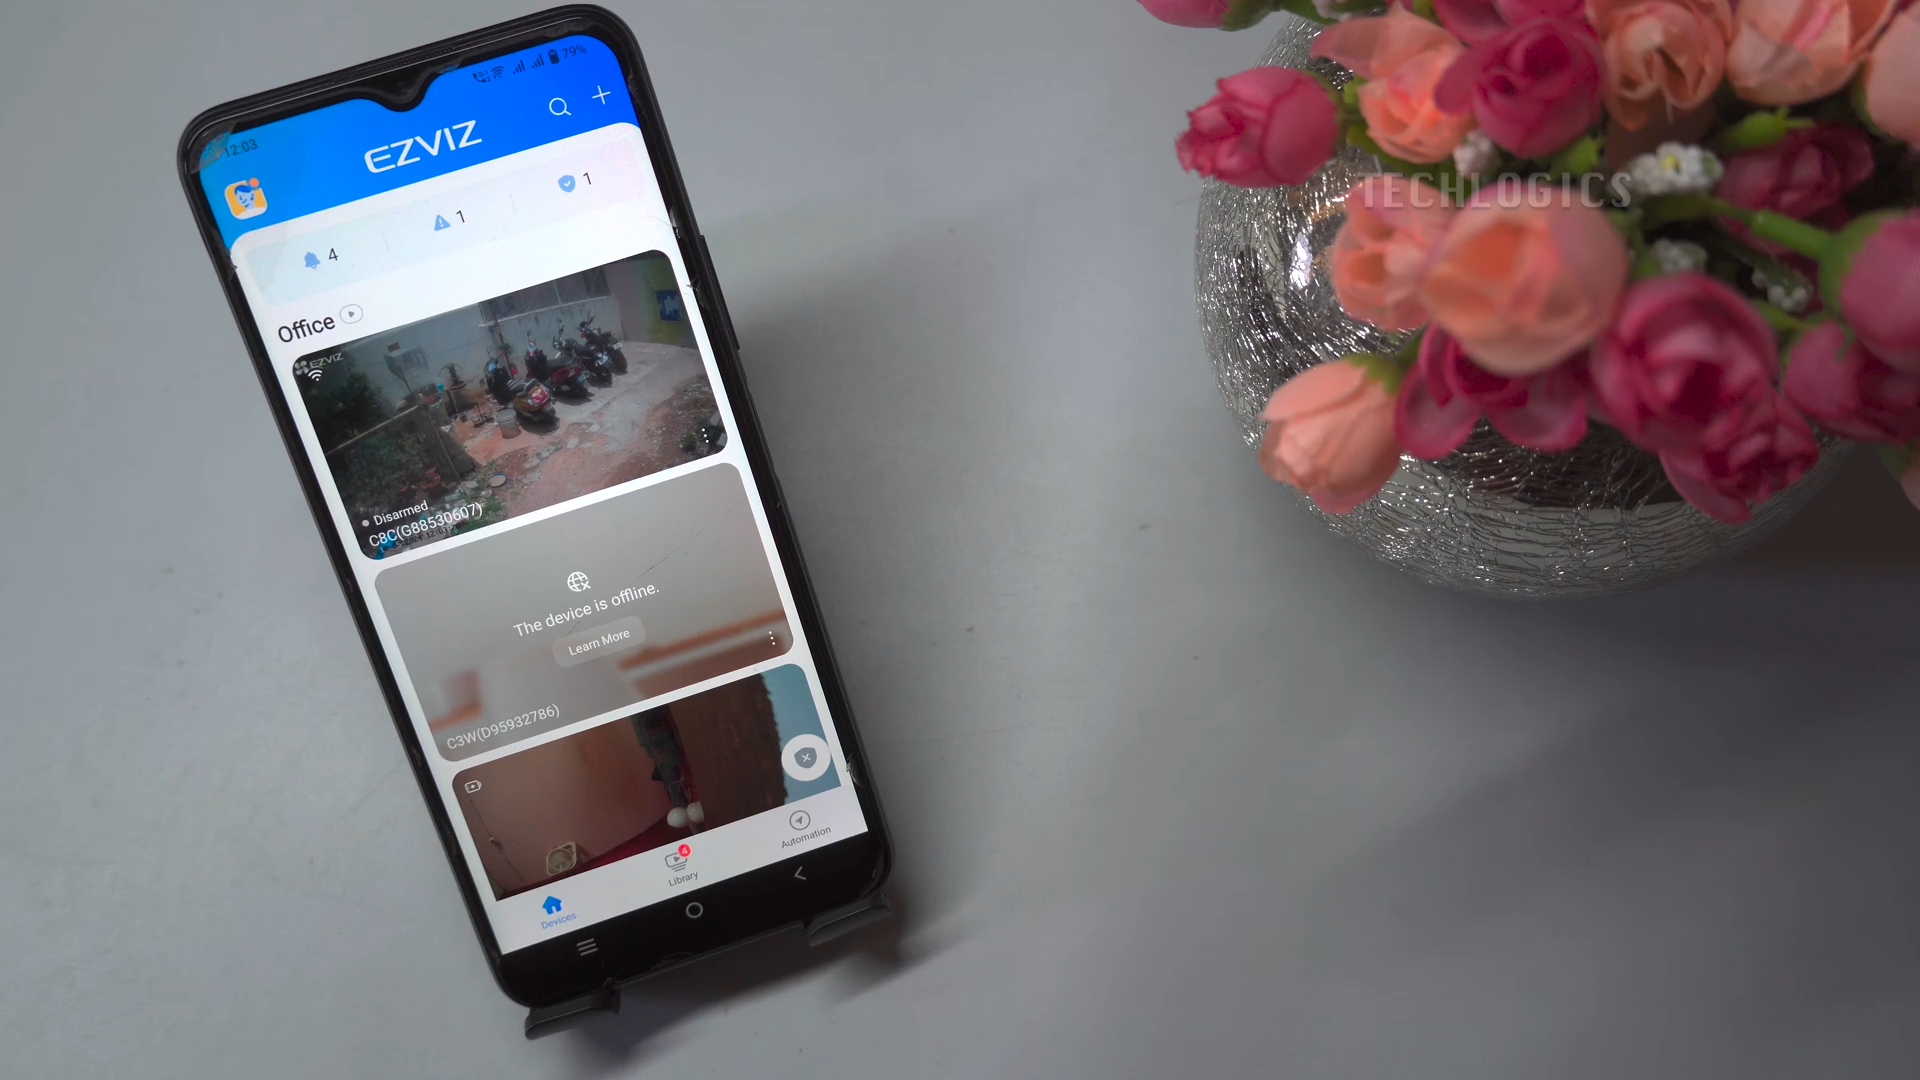 12:03
79%
EZVIZ
4
1
1
Office
EZVIZ
Disarmed
C8C(G88530607)
The device is offline.
Learn More
C3W(D95932786)
Devices
4
Library
Automation
TECHLOGICS